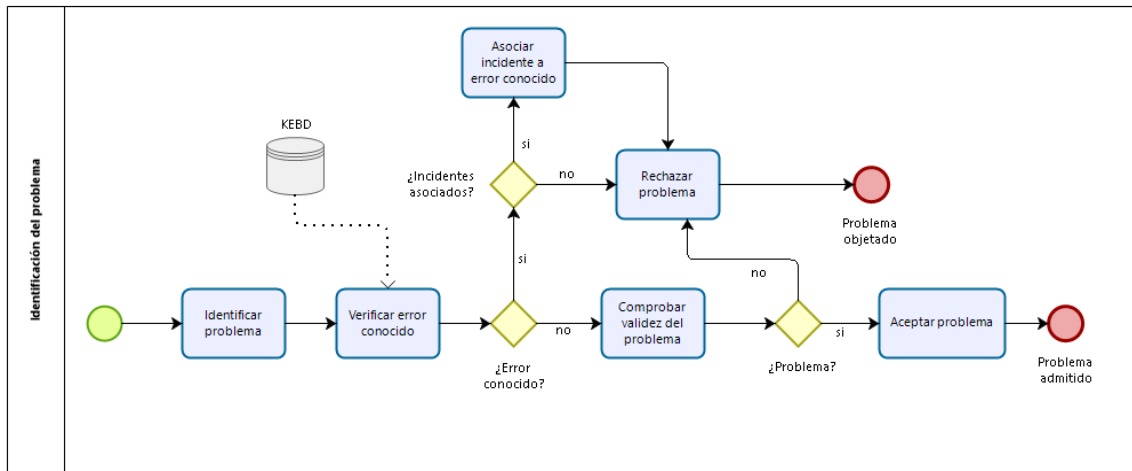 Identificación del problema
Asociar
incidente a
error conocido
KEBD
si
¿Incidentes
asociados?
no
Rechazar
problema
Problema
objetado
si
no
Identificar
problema
Verificar error
conocido
¿Error
conocido?
no
Comprobar
validez del
problema
¿Problema?
si
Aceptar problema
Problema
admitido